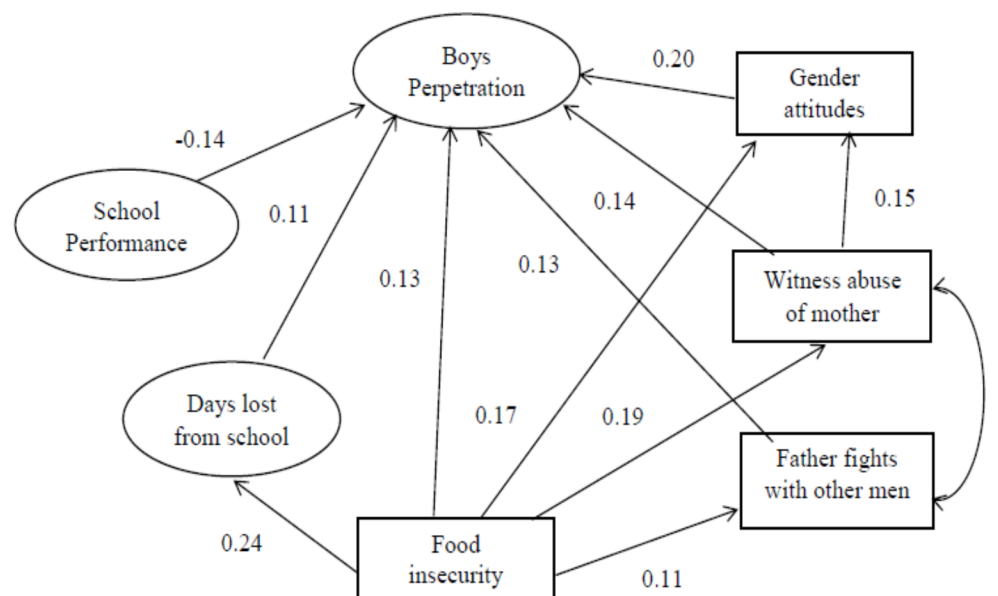 Boys
Perpetration
0.20
Gender
attitudes
-0.14
School
Performance
0.11
0.14
0.15
0.13
0.13
Witness abuse
of mother
Days lost
from school
0.17
0.19
Father fights
with other men
0.24
Food
insecurity
0.11